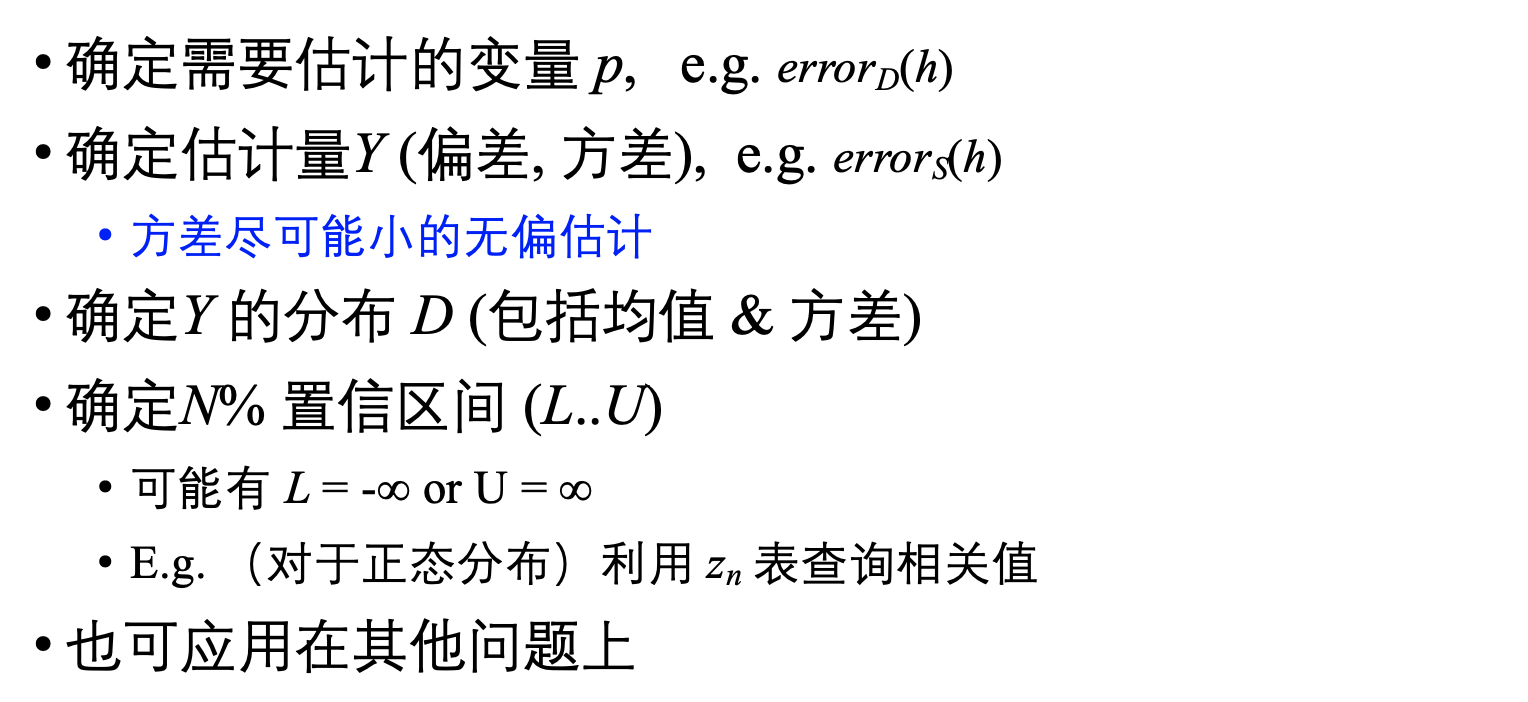 • 确定需要估计的变量 p, e.g. error_D(h)
• 确定估计量Y (偏差, 方差), e.g. error_S(h)
• 方差尽可能小的无偏估计
• 确定Y 的分布 D (包括均值 & 方差)
• 确定N% 置信区间 (L..U)
• 可能有 L = -∞ or U = ∞
• E.g. （对于正态分布）利用 z_n 表查询相关值
• 也可应用在其他问题上